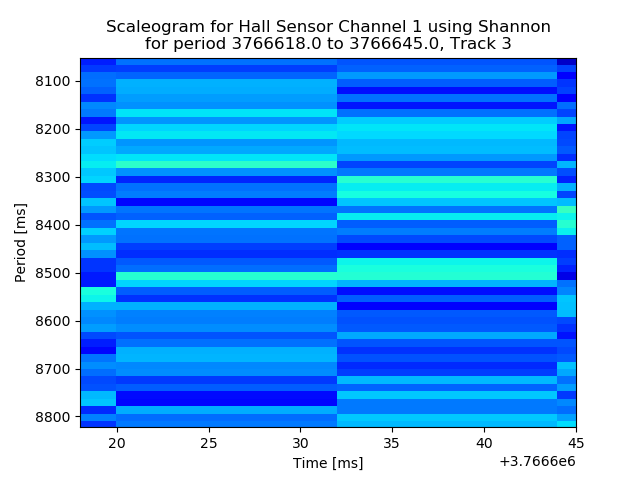 Scaleogram for Hall Sensor Channel 1 using Shannon
for period 3766618.0 to 3766645.0, Track 3
Period [ms]
8100
8200
8300
8400
8500
8600
8700
8800
20 25 30 35 40 45
Time [ms]
+3.7666e6